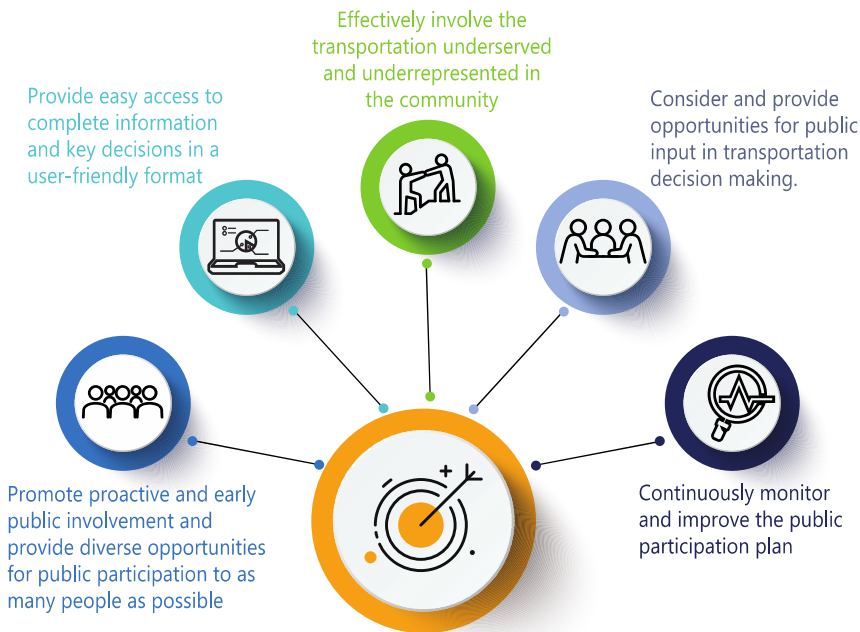 Effectively involve the
transportation underserved
and underrepresented in
the community
Provide easy access to
complete information
and key decisions in a
user-friendly format
Consider and provide
opportunities for public
input in transportation
decision making.
Promote proactive and early
public involvement and
provide diverse opportunities
for public participation to as
many people as possible
Continuously monitor
and improve the public
participation plan